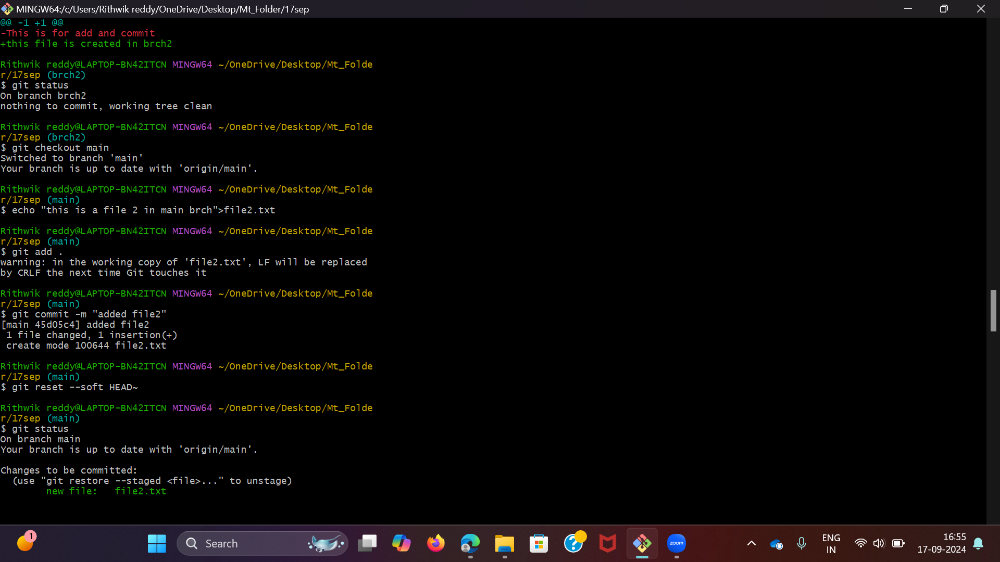 MINGW64:/c/Users/Rithwik reddy/OneDrive/Desktop/Mt_Folder/17sep
@@ -1 +1 @@
-This is for add and commit
+this file is created in brch2
Rithwik reddy@LAPTOP-BN42ITCN MINGW64 ~/OneDrive/Desktop/Mt_Folde
r/17sep (brch2)
$ git status
On branch brch2
nothing to commit, working tree clean
Rithwik reddy@LAPTOP-BN42ITCN MINGW64 ~/OneDrive/Desktop/Mt_Folde
r/17sep (brch2)
$ git checkout main
Switched to branch 'main'
Your branch is up to date with 'origin/main'.
Rithwik reddy@LAPTOP-BN42ITCN MINGW64 ~/OneDrive/Desktop/Mt_Folde
r/17sep (main)
$ echo "this is a file 2 in main brch">file2.txt
Rithwik reddy@LAPTOP-BN42ITCN MINGW64 ~/OneDrive/Desktop/Mt_Folde
r/17sep (main)
$ git add .
warning: in the working copy of 'file2.txt', LF will be replaced
by CRLF the next time Git touches it
Rithwik reddy@LAPTOP-BN42ITCN MINGW64 ~/OneDrive/Desktop/Mt_Folde
r/17sep (main)
$ git commit -m "added file2"
[main 45d05c4] added file2
 1 file changed, 1 insertion(+)
 create mode 100644 file2.txt
Rithwik reddy@LAPTOP-BN42ITCN MINGW64 ~/OneDrive/Desktop/Mt_Folde
r/17sep (main)
$ git reset --soft HEAD~
Rithwik reddy@LAPTOP-BN42ITCN MINGW64 ~/OneDrive/Desktop/Mt_Folde
r/17sep (main)
$ git status
On branch main
Your branch is up to date with 'origin/main'.
Changes to be committed:
  (use "git restore --staged <file>..." to unstage)
        new file:   file2.txt
1
Search
zoom
ENG
IN
16:55
17-09-2024